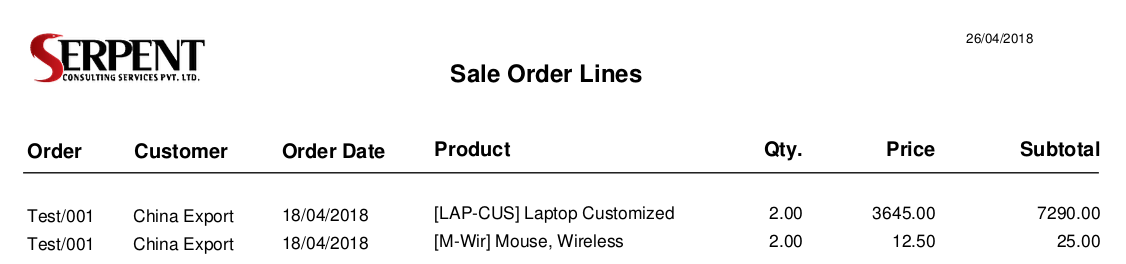 SERPENT
CONSULTING SERVICES PVT. LTD.
26/04/2018
Sale Order Lines
Order Customer Order Date Product Qty. Price Subtotal
Test/001 China Export 18/04/2018 [LAP-CUS] Laptop Customized 2.00 3645.00 7290.00
Test/001 China Export 18/04/2018 [M-Wir] Mouse, Wireless 2.00 12.50 25.00